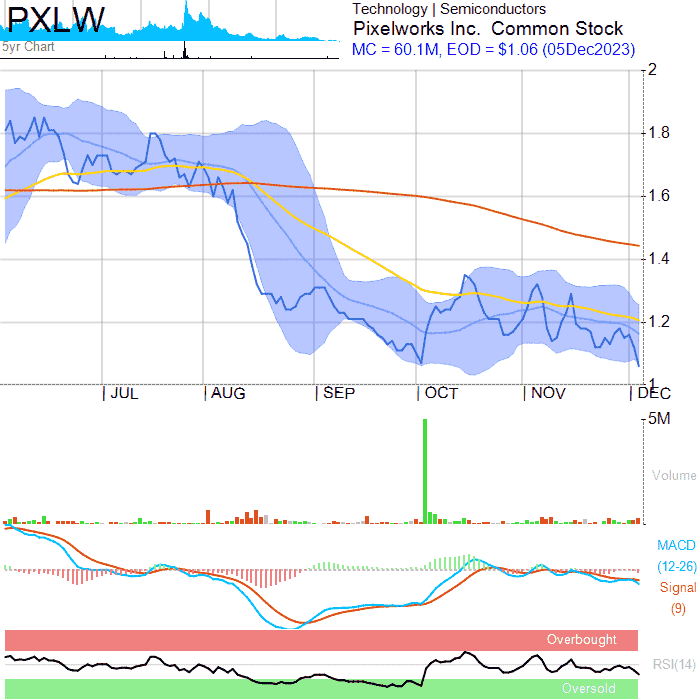 PXLW
5yr Chart
Technology | Semiconductors
Pixelworks Inc. Common Stock
MC = 60.1M, EOD = $1.06 (05Dec2023)
2
1.8
1.6
1.4
1.2
1
JUL
AUG
SEP
OCT
NOV
DEC
5M
Volume
MACD
(12-26)
Signal
(9)
Overbought
RSI(14)
Oversold